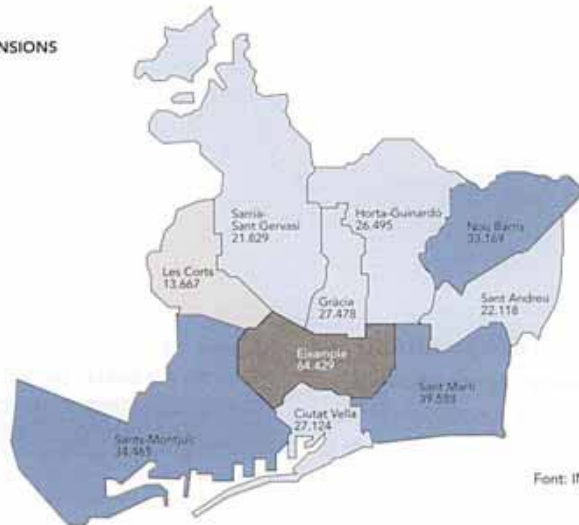 NSIONS
Sarrià-
Sant Gervasi
21.829
Horta-Guinardó
26.495
Nou Barris
33.169
Les Corts
13.667
Gràcia
27.478
Sant Andreu
22.118
Eixample
64.429
Sant Martí
Ciutat Vella
27.124
Sants-Montjuïc
34.465
Font: IN